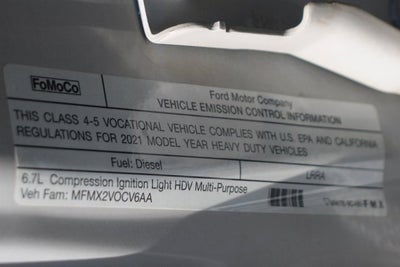 FoMoCo
Ford Motor Company
VEHICLE EMISSION CONTROL INFORMATION
THIS CLASS 4-5 VOCATIONAL VEHICLE COMPLIES WITH U.S. EPA AND CALIFORNIA
REGULATIONS FOR 2021 MODEL YEAR HEAVY DUTY VEHICLES.
Fuel: Diesel
LRRA
6.7L Compression Ignition Light HDV Multi-Purpose
Veh Fam: MFMX2VOCV6AA